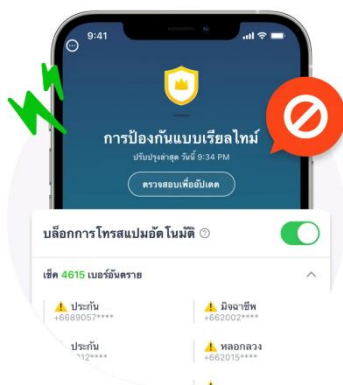 9:41
การป้องกันแบบเรียลไทม์
ปรับปรุงล่าสุด วันนี้ 9:34 PM
ตรวจสอบเพื่ออัปเดต
บล็อกการโทรสแปมอัตโนมัติ
เช็ค 4615 เบอร์อันตราย
ประกัน
+6689057****
มิจฉาชีพ
+662002****
ประกัน
212****
หลอกลวง
+662015****